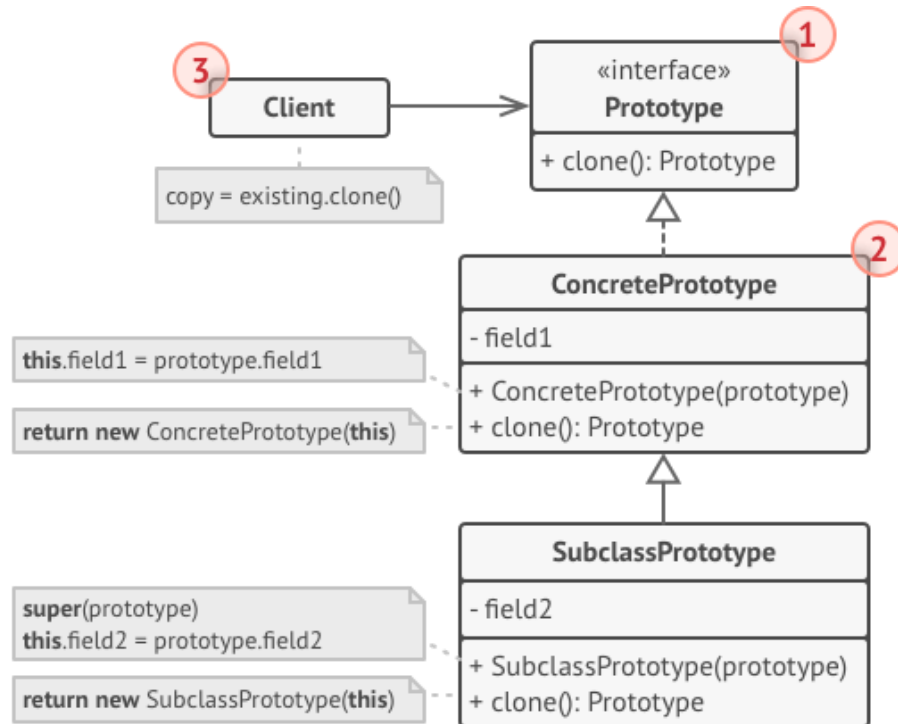 1
«interface»
Prototype
+ clone(): Prototype
3
Client
copy = existing.clone()
2
ConcretePrototype
- field1
+ ConcretePrototype(prototype)
+ clone(): Prototype
this.field1 = prototype.field1
return new ConcretePrototype(this)
SubclassPrototype
- field2
+ SubclassPrototype(prototype)
+ clone(): Prototype
super(prototype)
this.field2 = prototype.field2
return new SubclassPrototype(this)